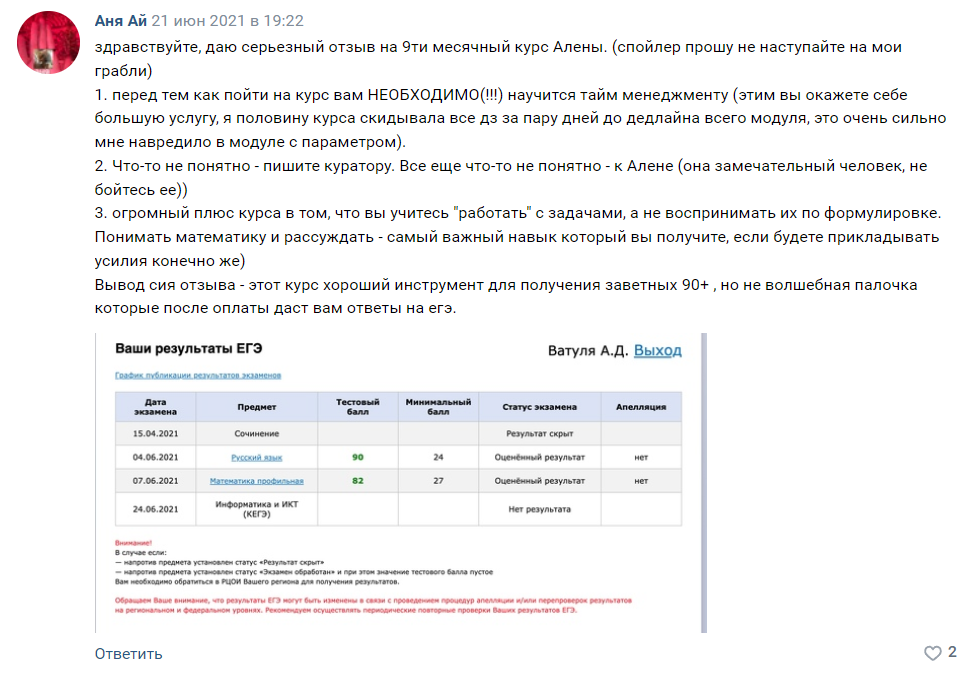 Аня Ай 21 июн 2021 в 19:22
здравствуйте, даю серьезный отзыв на 9ти месячный курс Алены. (спойлер прошу не наступайте на мои
грабли)
1. перед тем как пойти на курс вам НЕОБХОДИМО(!!!) научится тайм менеджменту (этим вы окажете себе
большую услугу, я половину курса скидывала все дз за пару дней до дедлайна всего модуля, это очень сильно
мне навредило в модуле с параметром).
2. Что-то не понятно - пишите куратору. Все еще что-то не понятно - к Алене (она замечательный человек, не
бойтесь ее))
3. огромный плюс курса в том, что вы учитесь "работать" с задачами, а не воспринимать их по формулировке.
Понимать математику и рассуждать - самый важный навык который вы получите, если будете прикладывать
усилия конечно же)
Вывод сия отзыва - этот курс хороший инструмент для получения заветных 90+ , но не волшебная палочка
которые после оплаты даст вам ответы на егэ.
Ваши результаты ЕГЭ
Ватуля А.Д. Выход
График публикации результатов экзаменов
Дата экзамена Предмет Тестовый балл Минимальный балл Статус экзамена Апелляция
15.04.2021 Сочинение Результат скрыт
04.06.2021 Русский язык 90 24 Оценённый результат нет
07.06.2021 Математика профильная 82 27 Оценённый результат нет
24.06.2021 Информатика и ИКТ (КЕГЭ) Нет результата
Внимание!
В случае если:
— напротив предмета установлен статус «Результат скрыт»
— напротив предмета установлен статус «Экзамен обработан» и при этом значение тестового балла пустое
Вам необходимо обратиться в РЦОИ Вашего региона для получения результатов.
Обращаем Ваше внимание, что результаты ЕГЭ могут быть изменены в связи с проведением процедур апелляции и/или перепроверок результатов
на региональном и федеральном уровнях. Рекомендуем осуществлять периодические повторные проверки Ваших результатов ЕГЭ.
Ответить
2